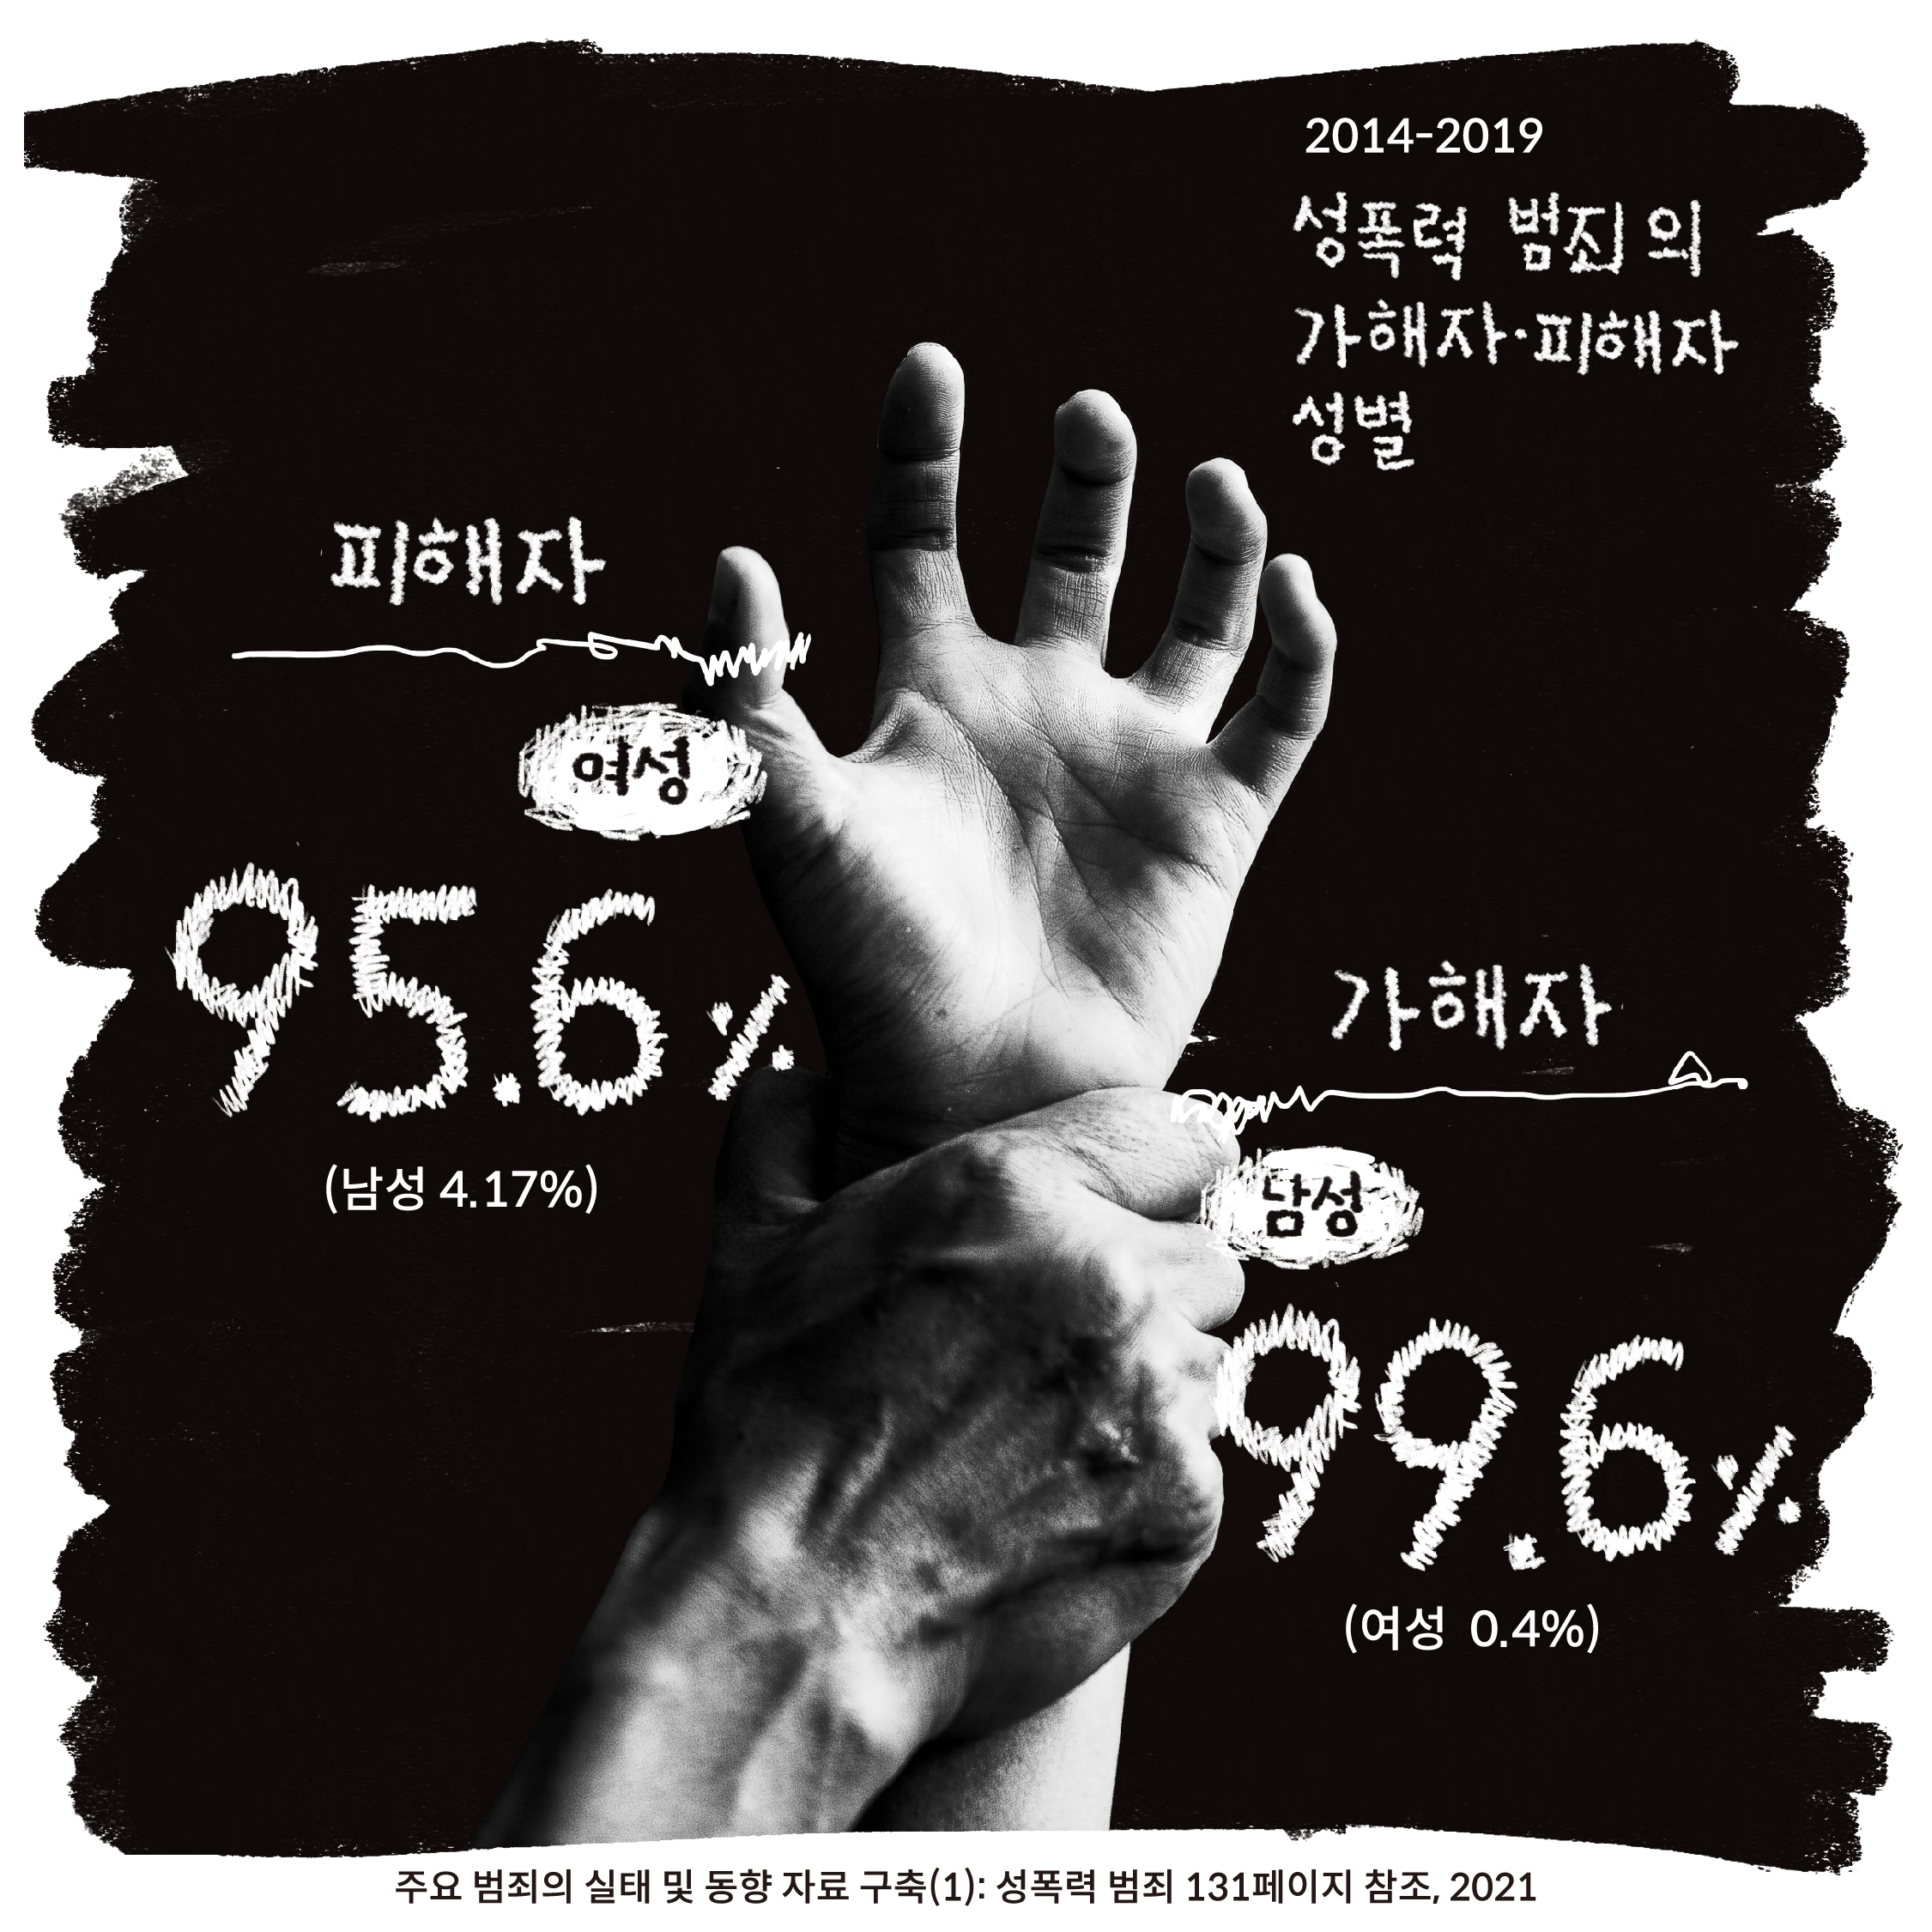 2014-2019
성폭력 범죄의
가해자·피해자
성별
피해자
여성
95.6%
(남성 4.17%)
가해자
남성
99.6%
(여성 0.4%)
주요 범죄의 실태 및 동향 자료 구축(1): 성폭력 범죄 131페이지 참조, 2021